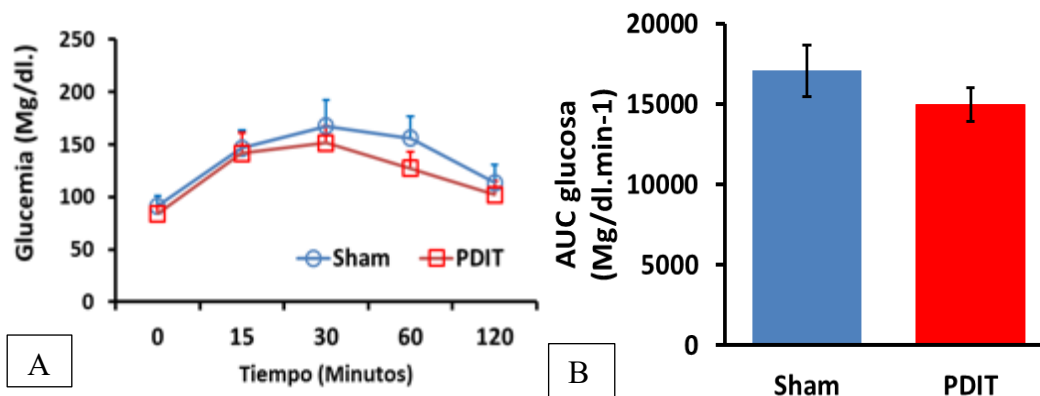 250
200
150
100
50
0
Glucemia (Mg/dl.)
Sham PDIT
0 15 30 60 120
Tiempo (Minutos)
A
20000
15000
10000
5000
0
AUC glucosa
(Mg/dl.min-1)
Sham PDIT
B